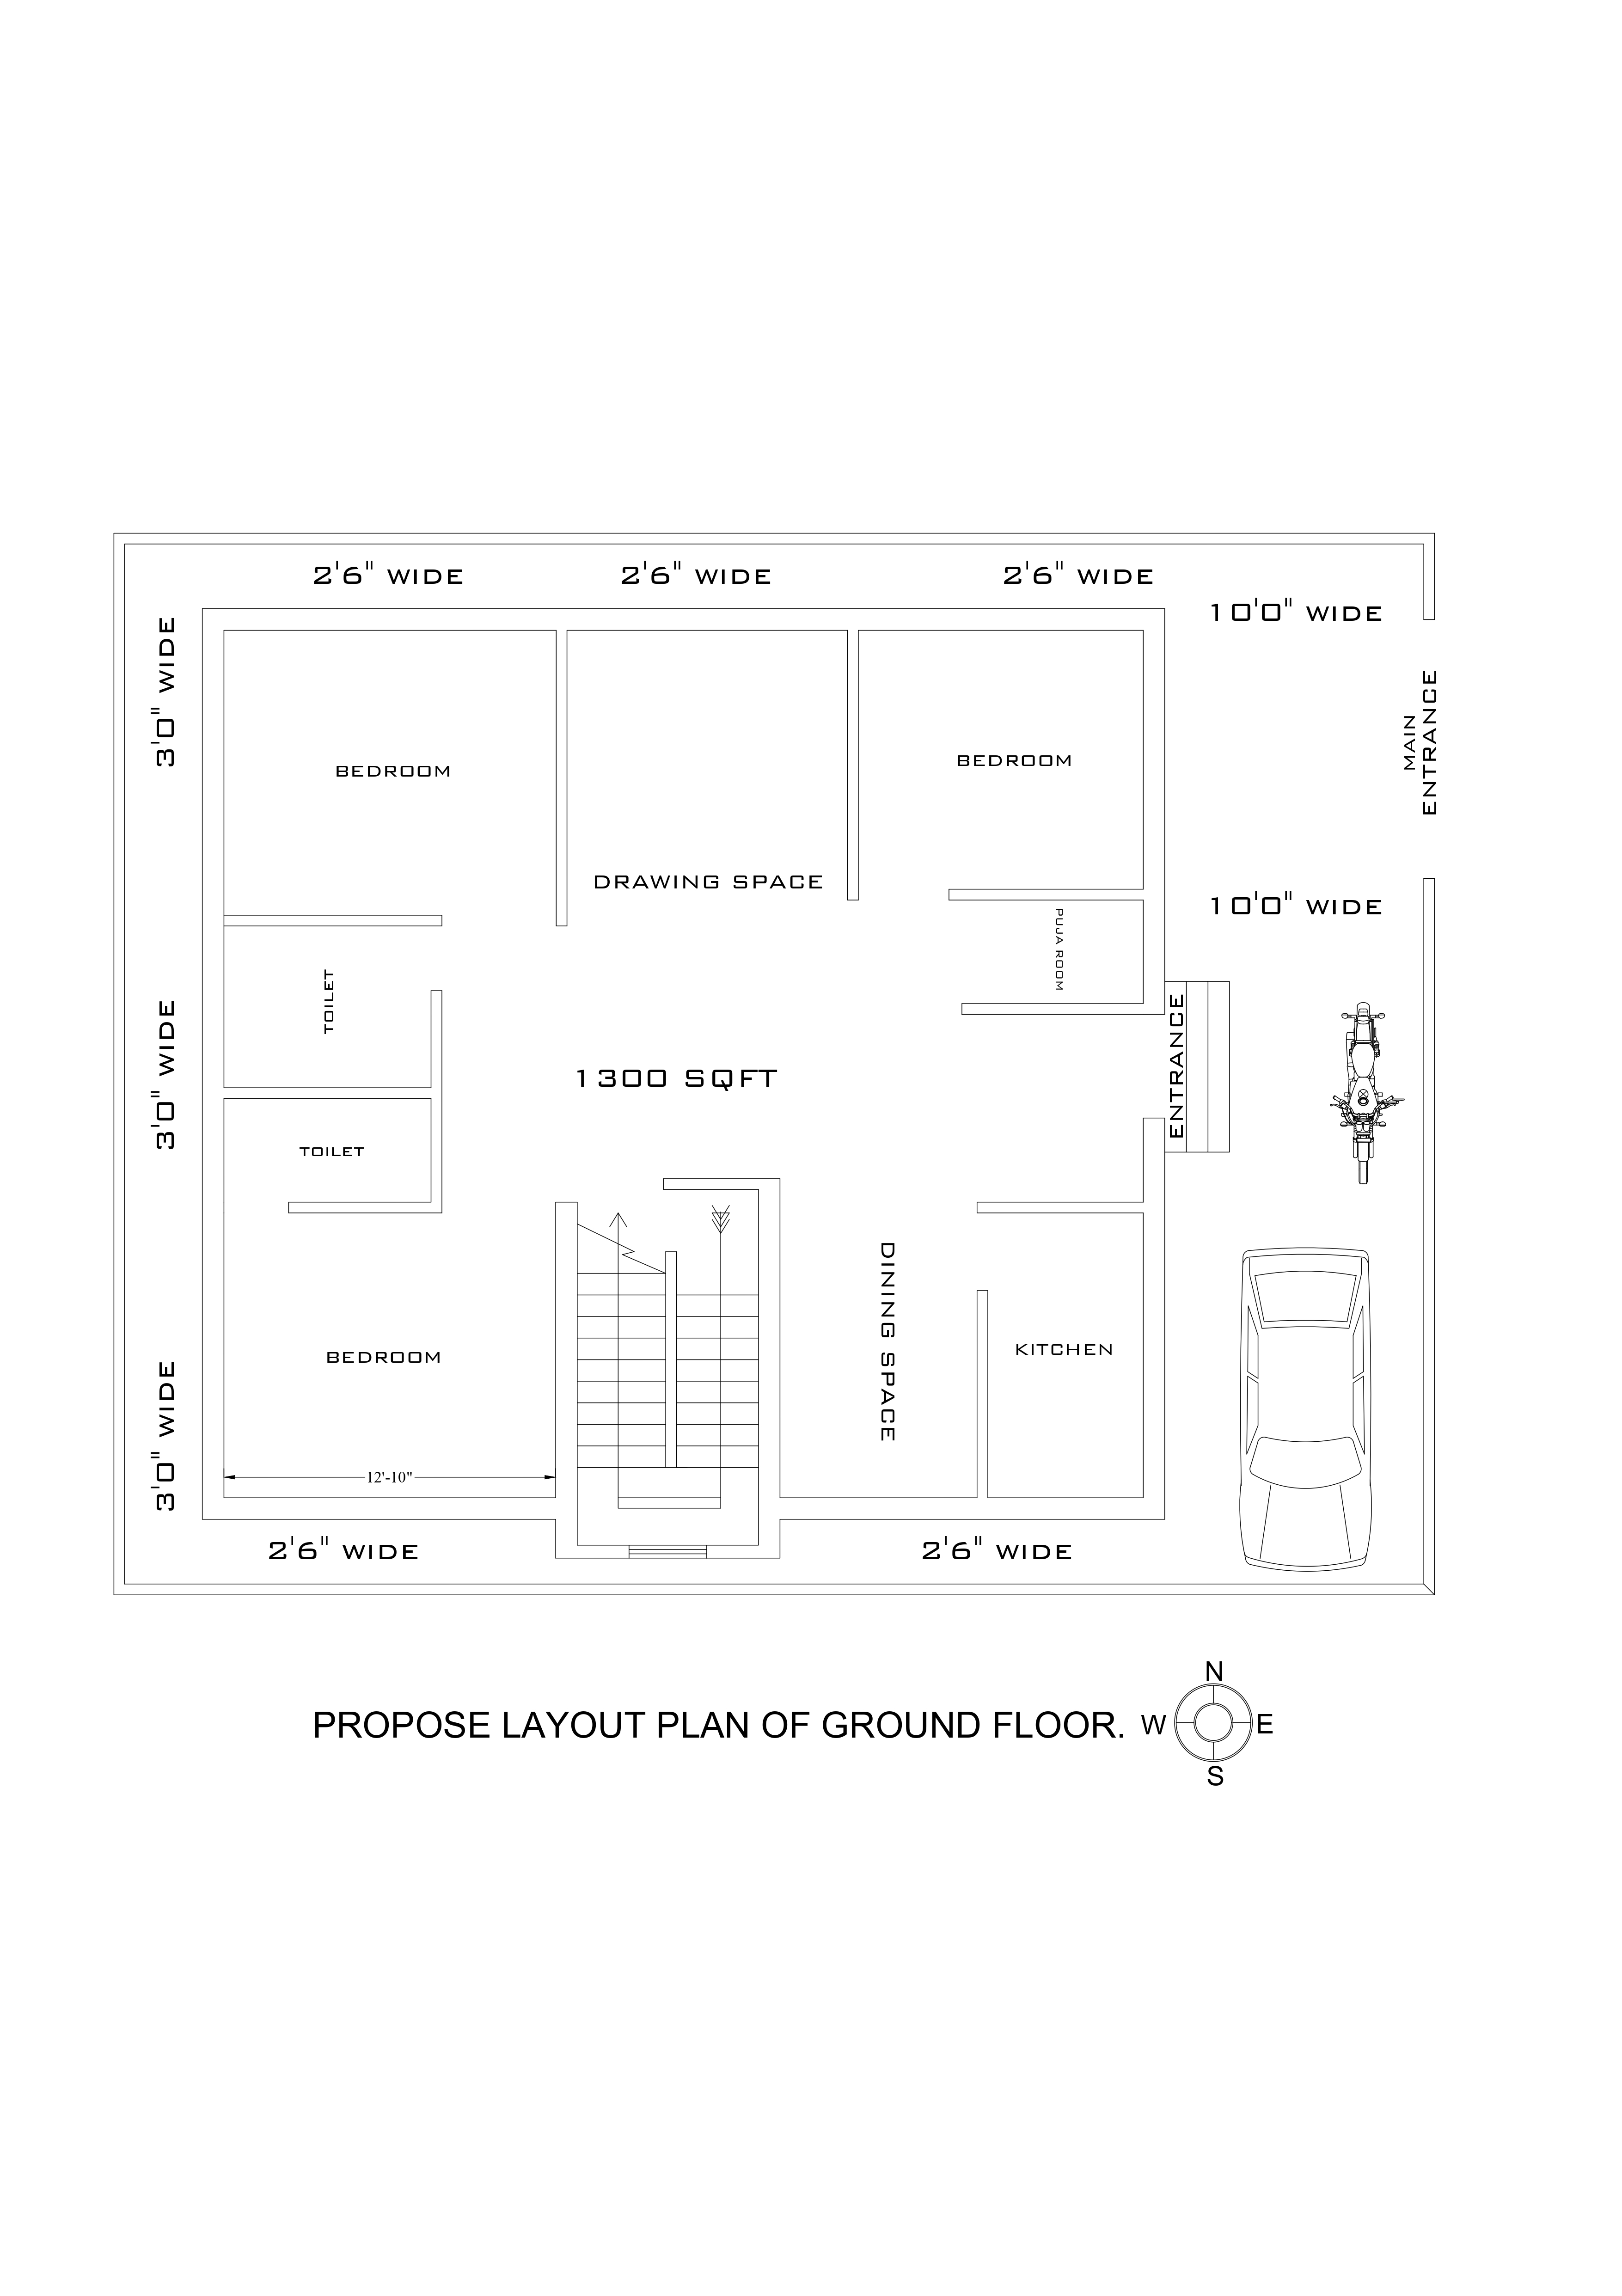 2'6" WIDE
2'6" WIDE
2'6" WIDE
10'0" WIDE
3'0" WIDE
MAIN
ENTRANCE
BEDROOM
BEDROOM
DRAWING SPACE
10'0" WIDE
PUJA ROOM
TOILET
3'0" WIDE
ENTRANCE
1300 SQFT
TOILET
DINING SPACE
KITCHEN
BEDROOM
3'0" WIDE
12'-10"
2'6" WIDE
2'6" WIDE
N
PROPOSE LAYOUT PLAN OF GROUND FLOOR.
W
E
S